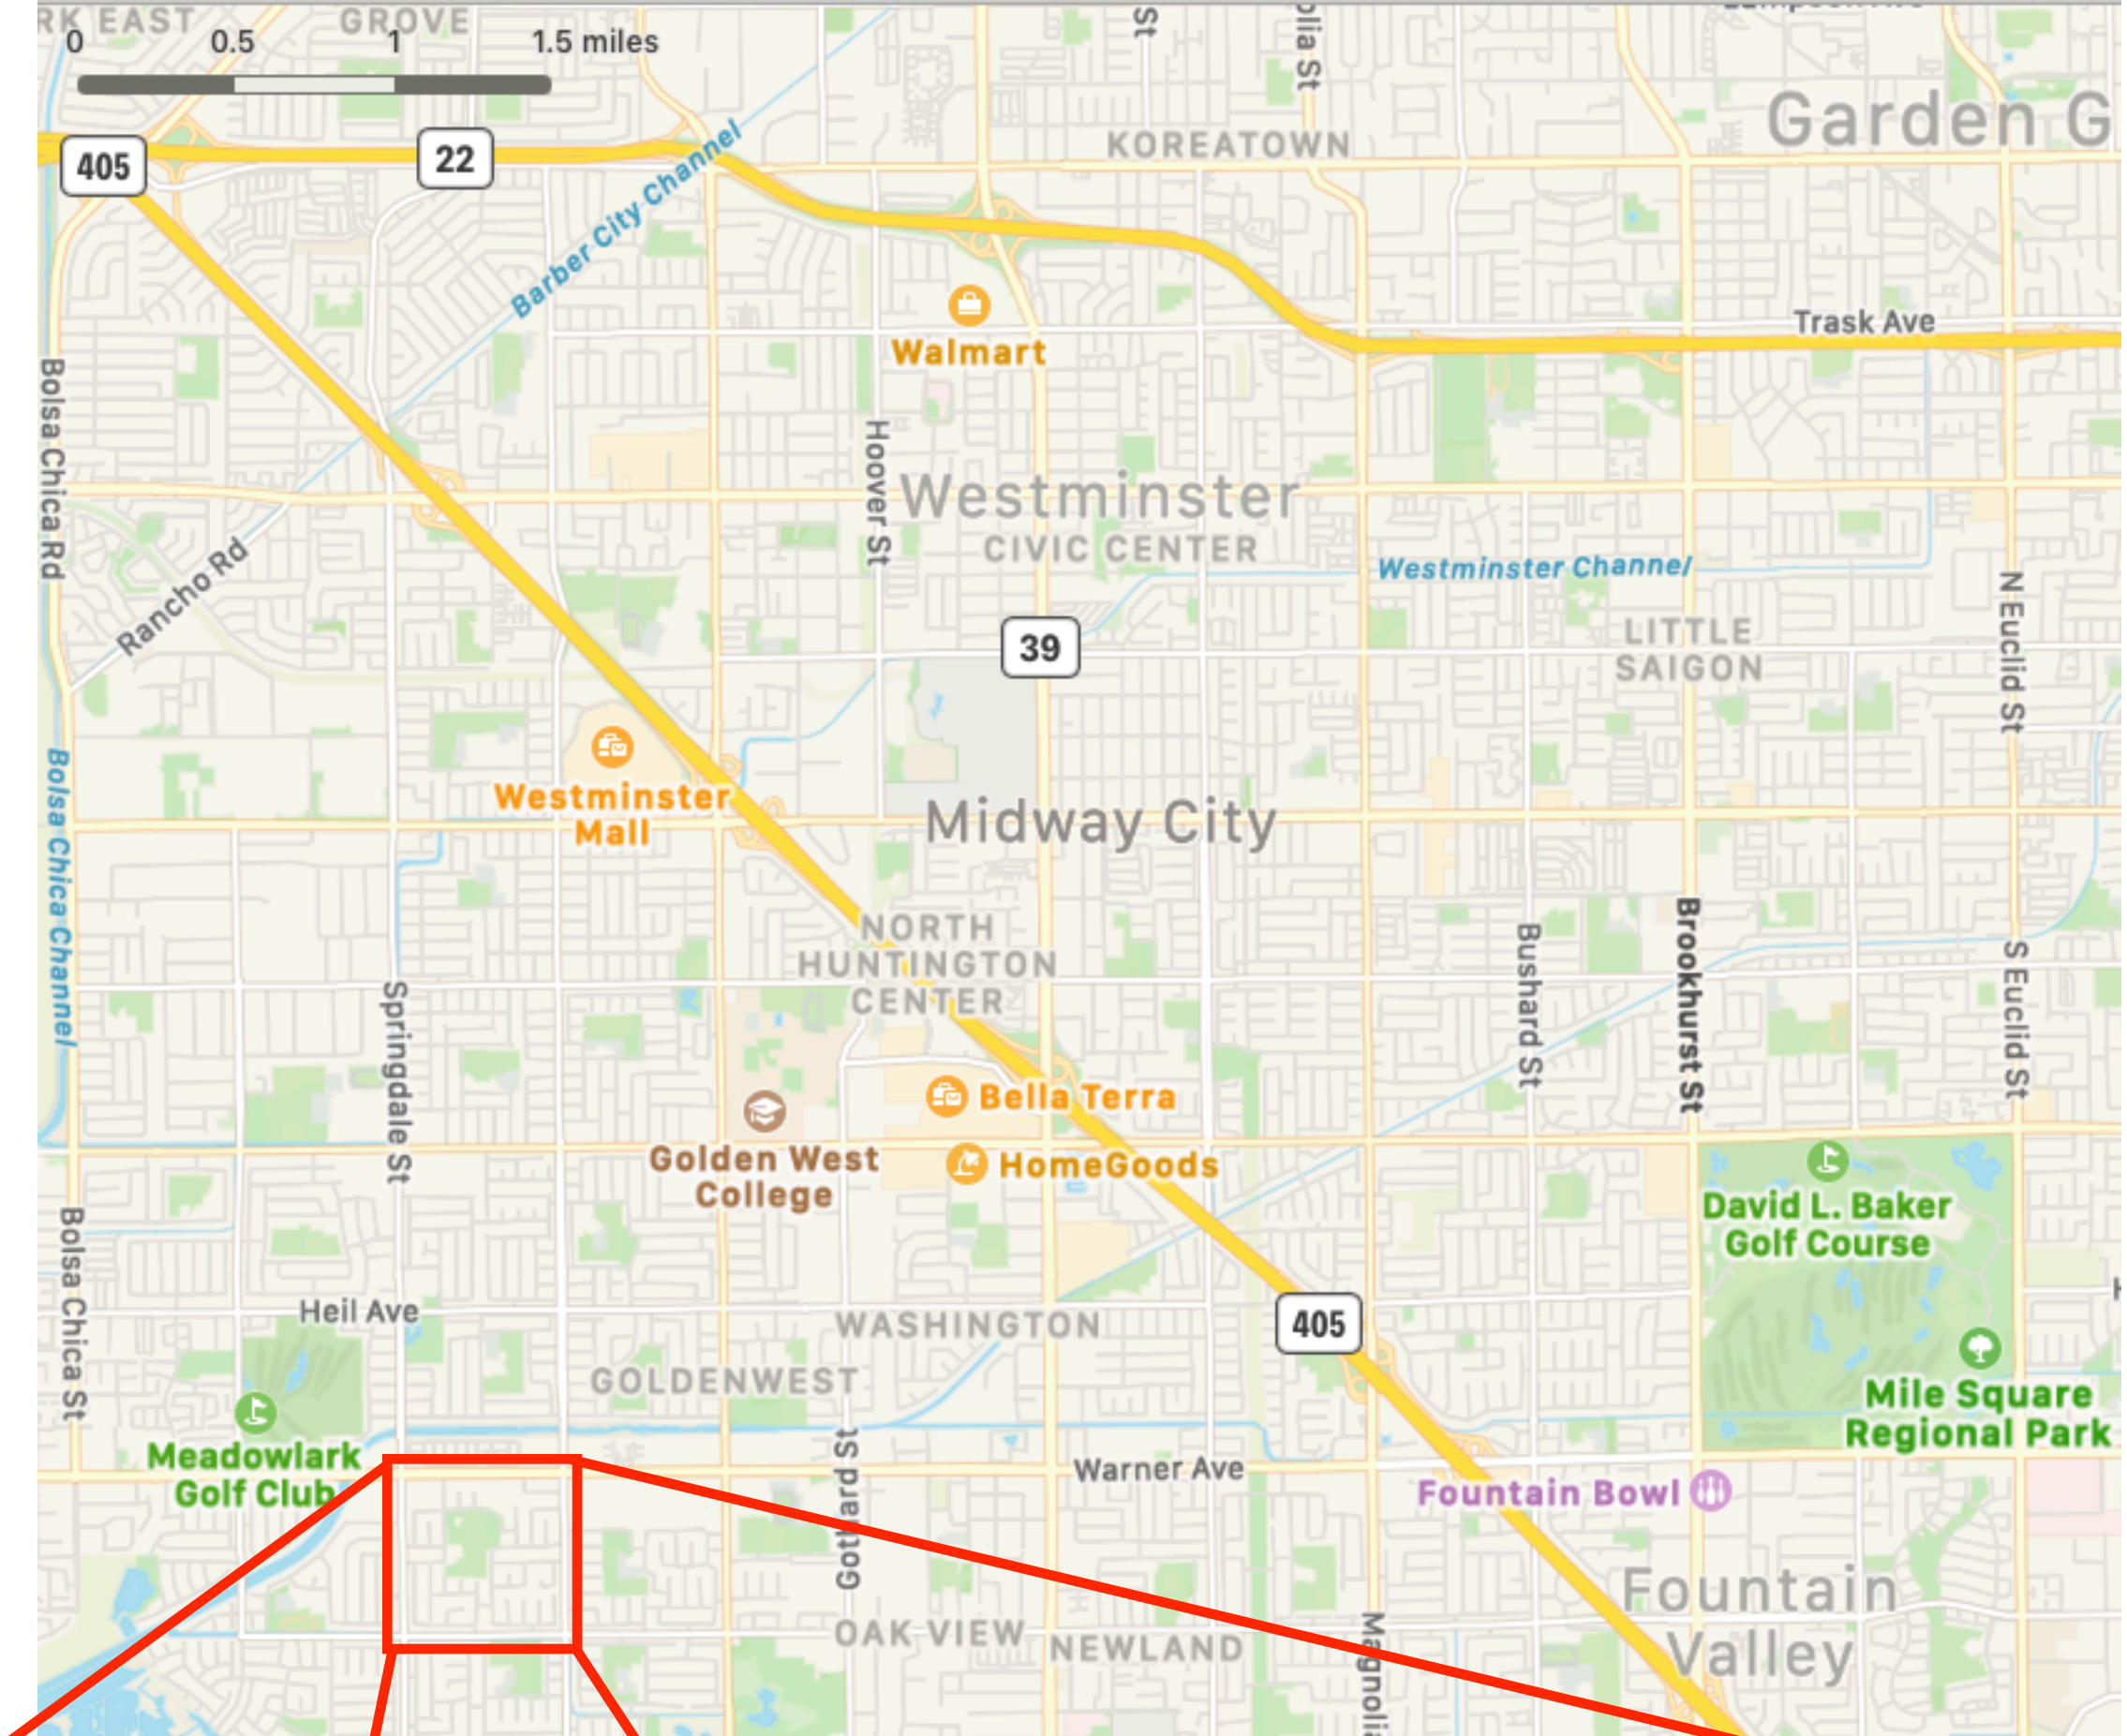 RK EAST
GROVE
0 0.5 1 1.5 miles
St
olia St
Garden G
KOREATOWN
405
22
Barber City Channel
Trask Ave
Walmart
Bolsa Chica Rd
Hoover St
Westminster
CIVIC CENTER
Westminster Channel
Rancho Rd
N Euclid St
39
LITTLE
SAIGON
Westminster
Mall
Bolsa Chica Channel
Midway City
NORTH
HUNTINGTON
CENTER
Brookhurst St
Bushard St
S Euclid St
Springdale St
Bella Terra
Golden West
College
HomeGoods
David L. Baker
Golf Course
Bolsa Chica St
Heil Ave
WASHINGTON
405
GOLDENWEST
Mile Square
Regional Park
Meadowlark
Golf Club
Gothard St
Warner Ave
Fountain Bowl
Fountain
Valley
OAK VIEW
NEWLAND
Magnolia